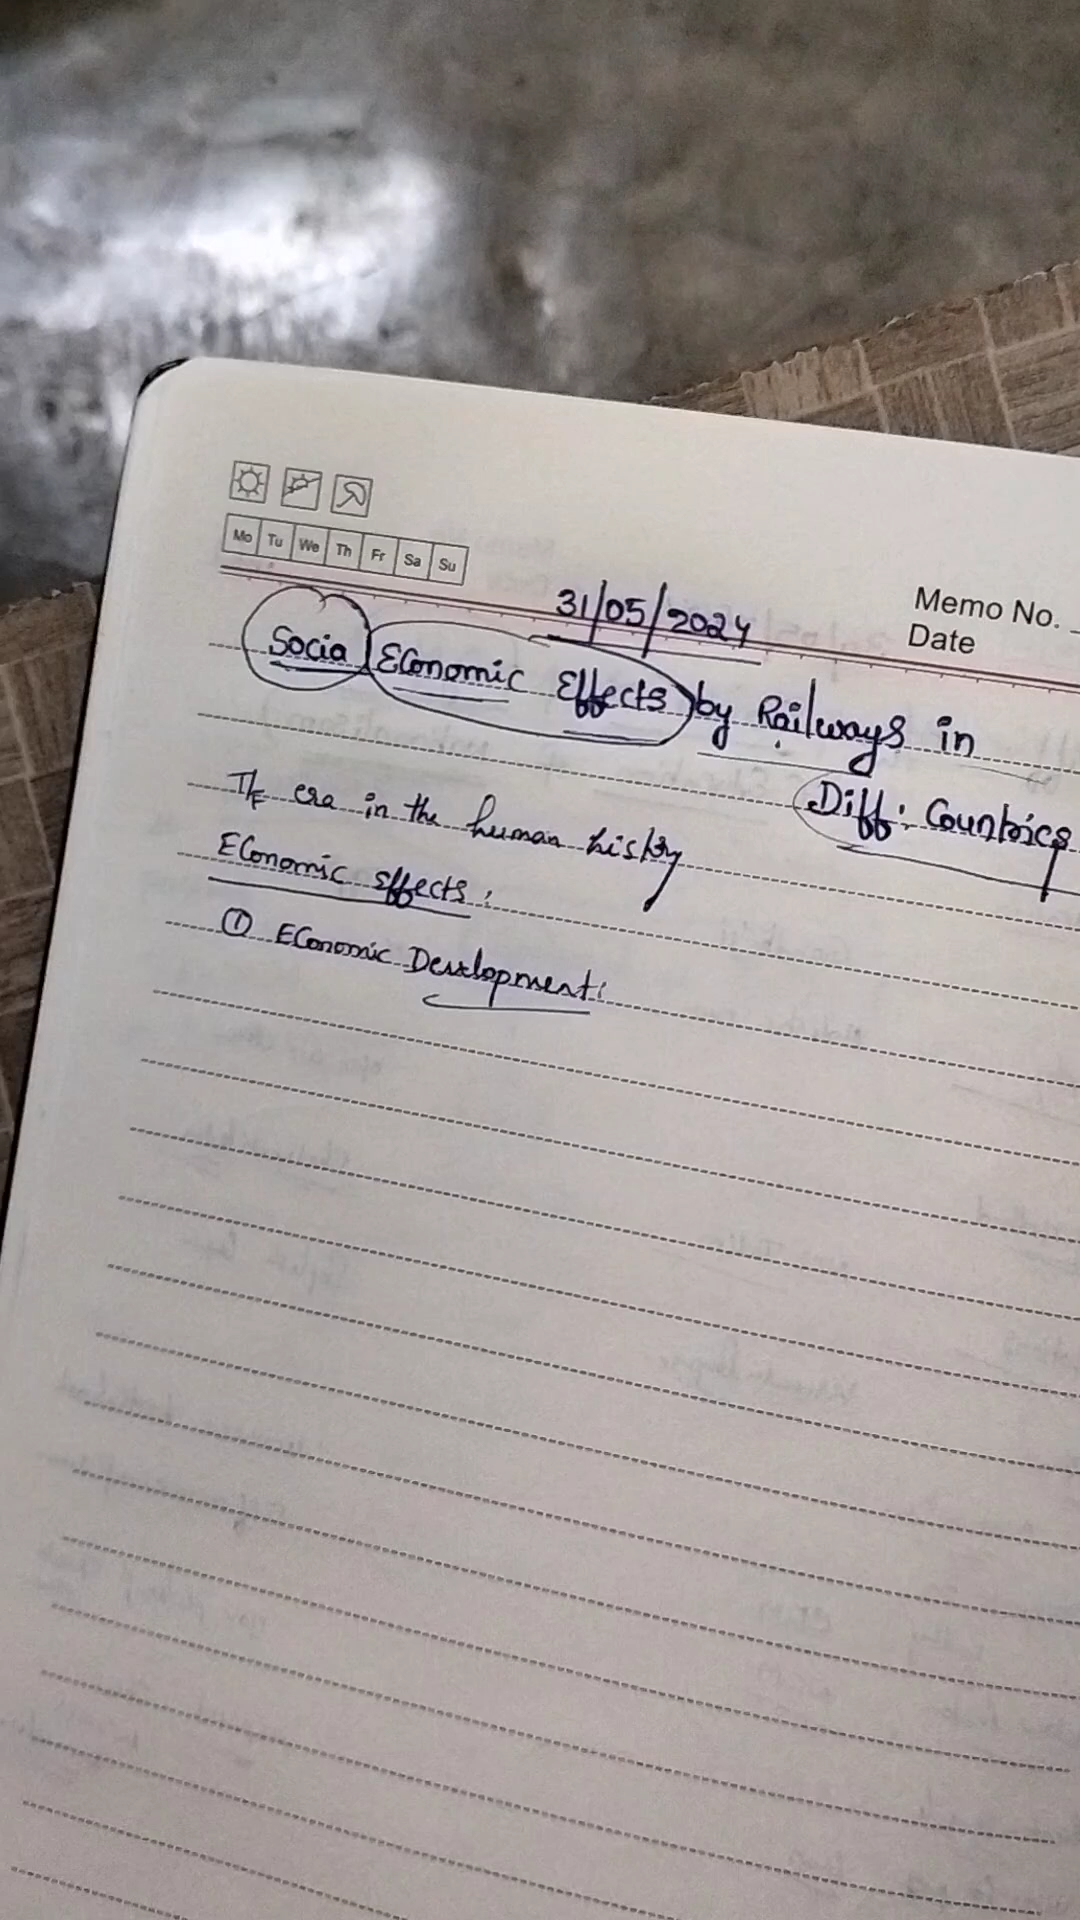 Mo Tu We Th Fr Sa Su
Memo No.
Date
31/05/2024
Socia Economic Effects by Railways in
Diff: Countries
The era in the human history
Economic Effects:
① Economic Development: